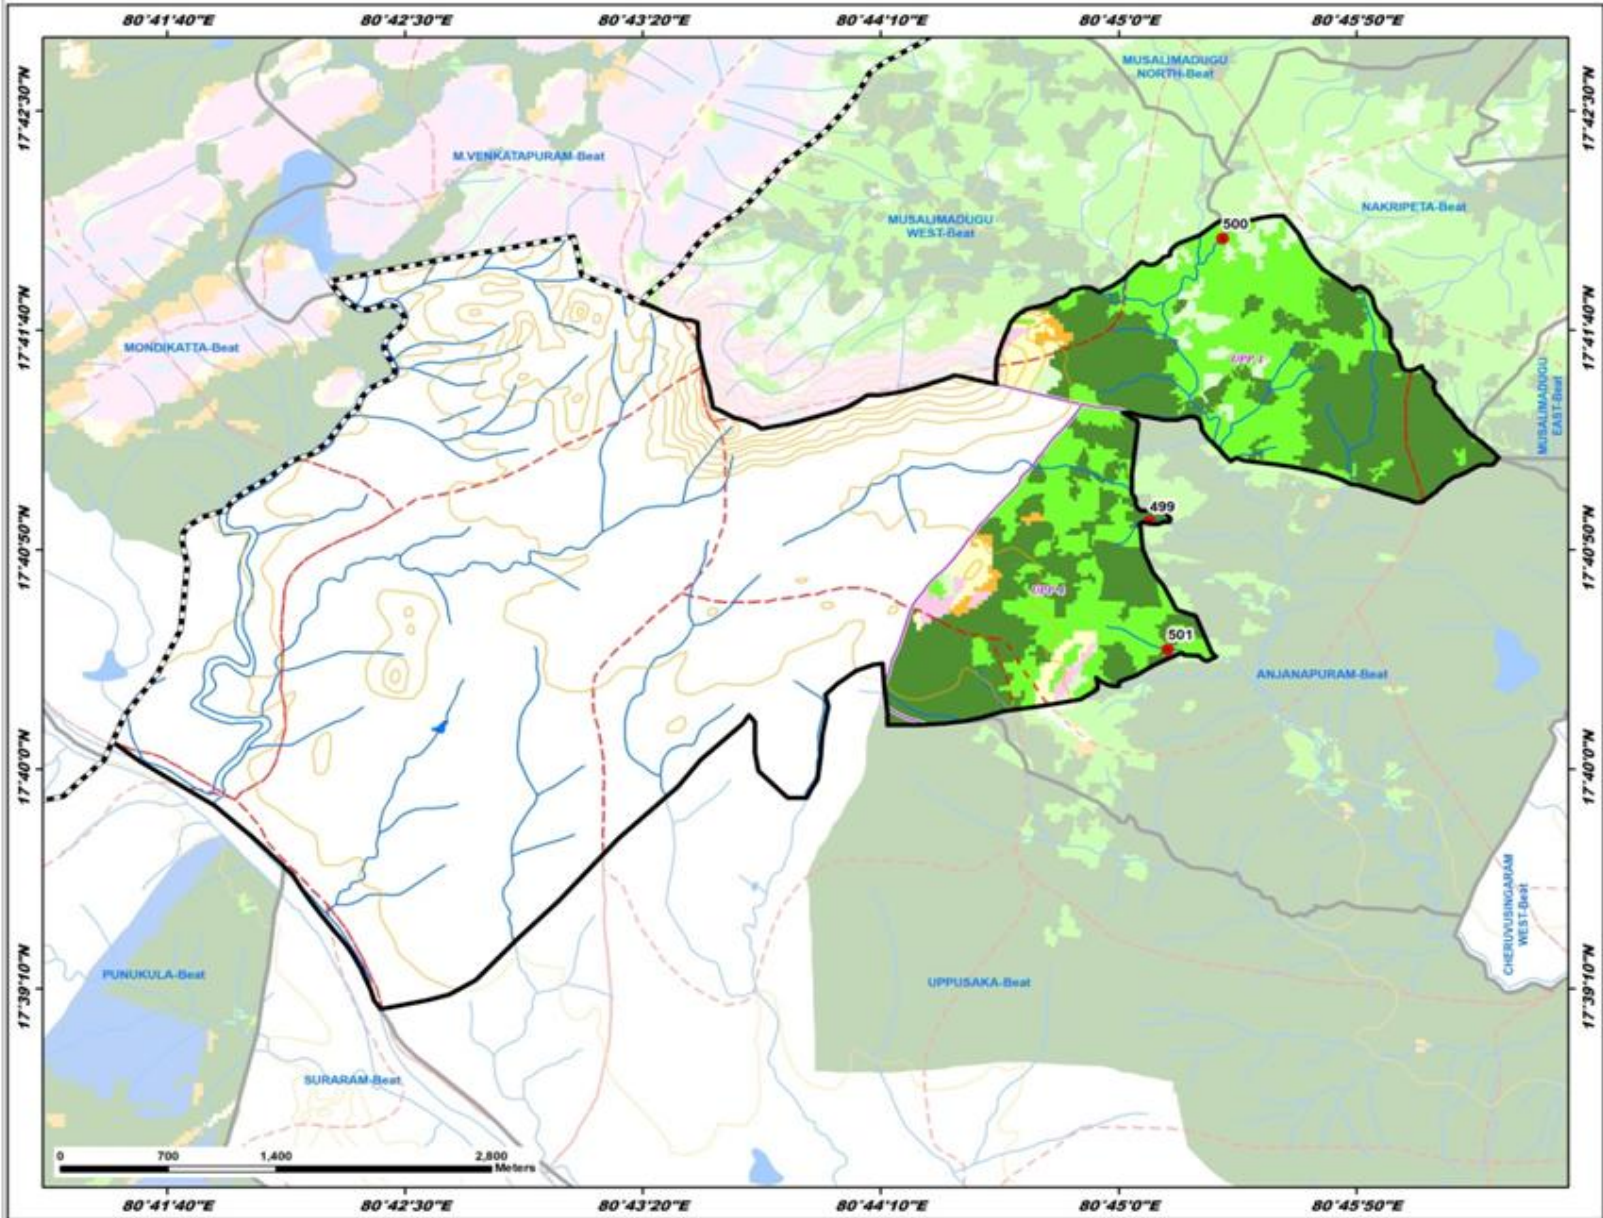 80°41'40"E 80°42'30"E 80°43'20"E 80°44'10"E 80°45'0"E 80°45'50"E
MUSALIMADUGU
NORTH-Beat
17°42'30"N 17°42'30"N
M.VENKATAPURAM-Beat
NAKRIPETA-Beat
MUSALIMADUGU
WEST-Beat
500
17°41'40"N 17°41'40"N
MONDIKATTA-Beat
UPP 1
MUSALIMADUGU
EAST-Beat
499
17°40'50"N 17°40'50"N
501
ANJANAPURAM-Beat
17°40'0"N 17°40'0"N
CHERUVUSINGARAM
WEST-Beat
PUNUKULA-Beat
UPPUSAKA-Beat
17°39'10"N 17°39'10"N
SURARAM-Beat
0 700 1,400 2,800
Meters
80°41'40"E 80°42'30"E 80°43'20"E 80°44'10"E 80°45'0"E 80°45'50"E